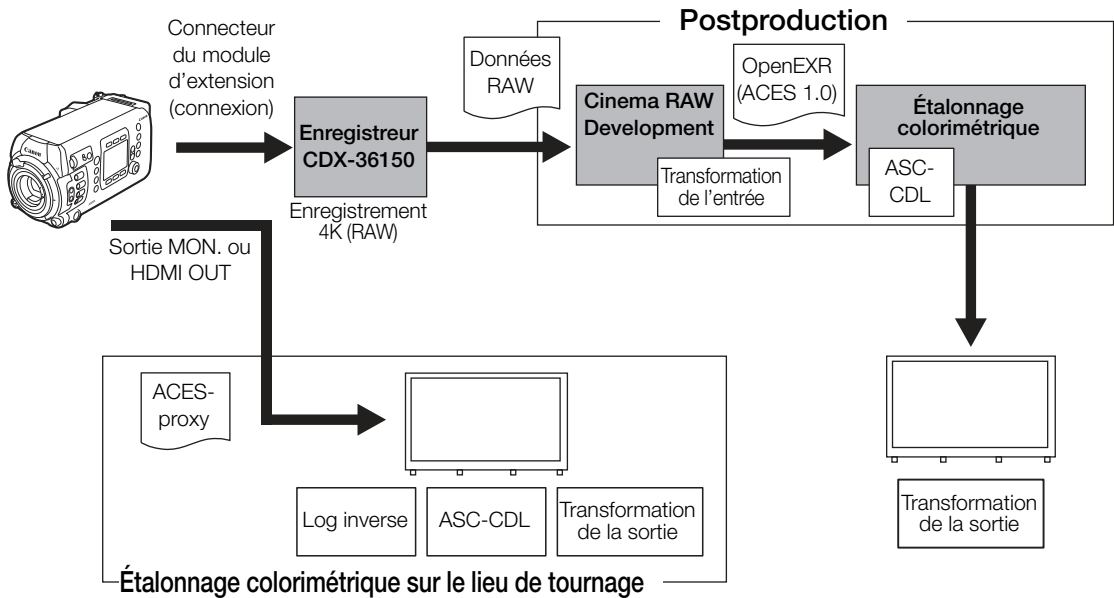 Postproduction
Connecteur
du module
d'extension
(connexion)
Données
RAW
OpenEXR
(ACES 1.0)
Canon
Enregistreur
CDX-36150
Cinema RAW
Development
Étalonnage
colorimétrique
Transformation
de l'entrée
ASC-
CDL
Enregistrement
4K (RAW)
Sortie MON. ou
HDMI OUT
ACES-
proxy
Log inverse
ASC-CDL
Transformation
de la sortie
Transformation
de la sortie
Étalonnage colorimétrique sur le lieu de tournage